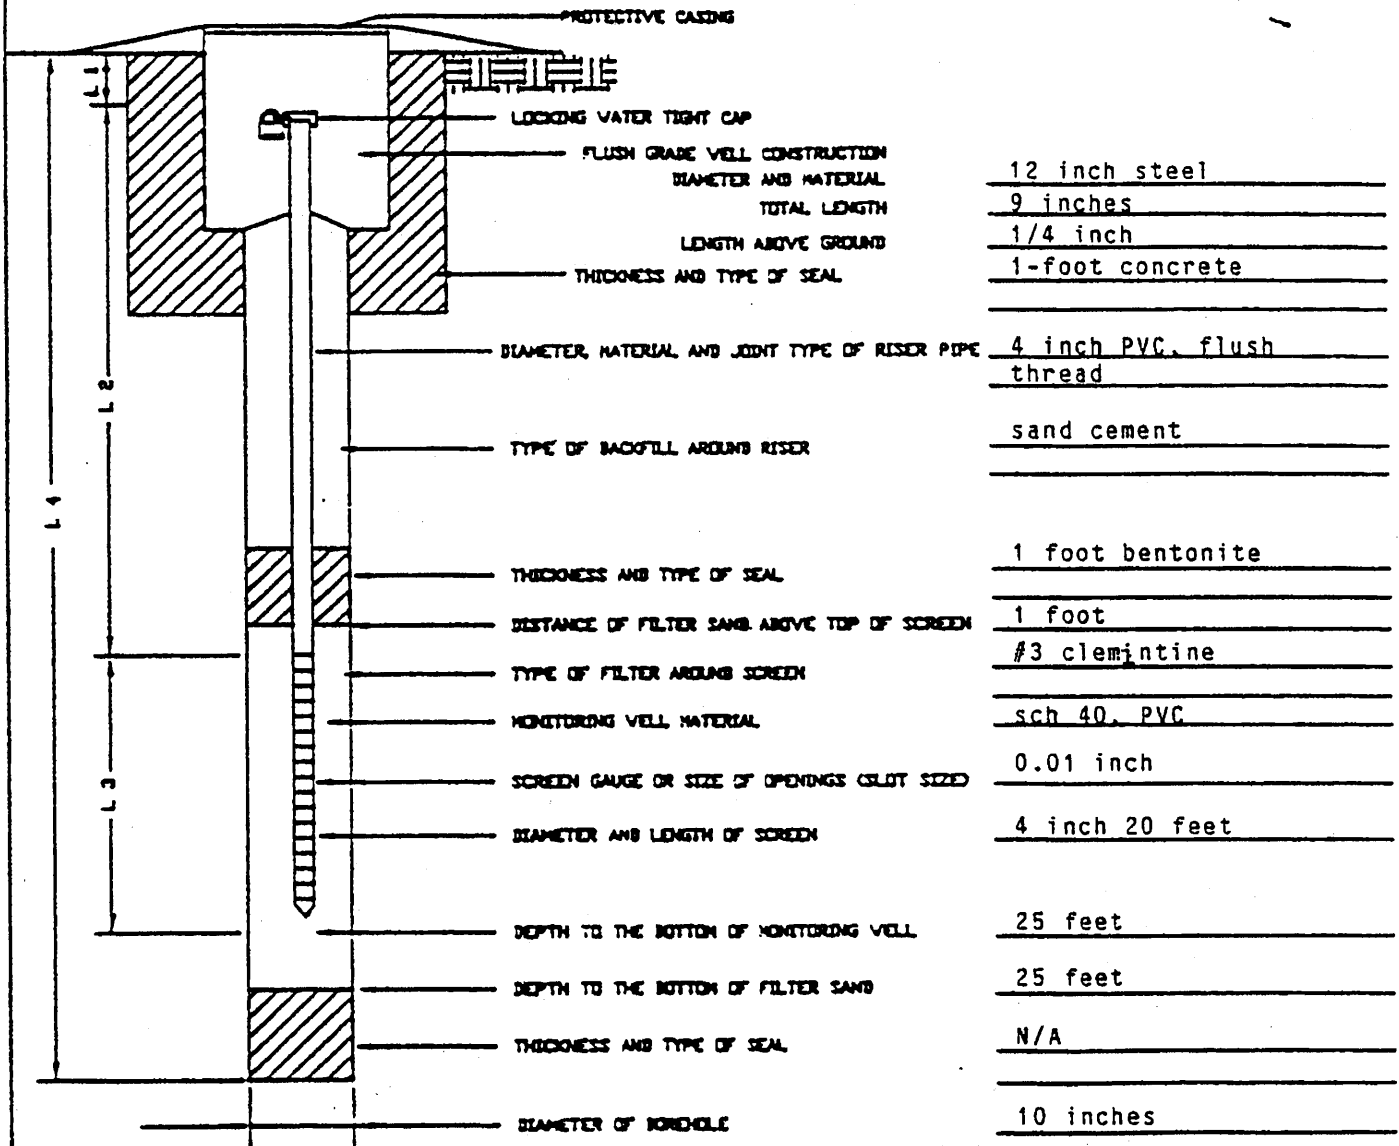 PROTECTIVE CASING
L 1
LOCKING WATER TIGHT CAP
FLUSH GRADE WELL CONSTRUCTION
DIAMETER AND MATERIAL 12 inch steel
TOTAL LENGTH 9 inches
LENGTH ABOVE GROUND 1/4 inch
THICKNESS AND TYPE OF SEAL 1-foot concrete
DIAMETER, MATERIAL AND JOINT TYPE OF RISER PIPE 4 inch PVC, flush
thread
L 2
TYPE OF BACKFILL AROUND RISER sand cement
L 4
THICKNESS AND TYPE OF SEAL 1 foot bentonite
DISTANCE OF FILTER SAND ABOVE TOP OF SCREEN 1 foot
TYPE OF FILTER AROUND SCREEN #3 clemintine
MONITORING WELL MATERIAL sch 40, PVC
L 3
SCREEN GAUGE OR SIZE OF OPENINGS (SLOT SIZE) 0.01 inch
DIAMETER AND LENGTH OF SCREEN 4 inch 20 feet
DEPTH TO THE BOTTOM OF MONITORING WELL 25 feet
DEPTH TO THE BOTTOM OF FILTER SAND 25 feet
THICKNESS AND TYPE OF SEAL N/A
DIAMETER OF BOREHOLE 10 inches